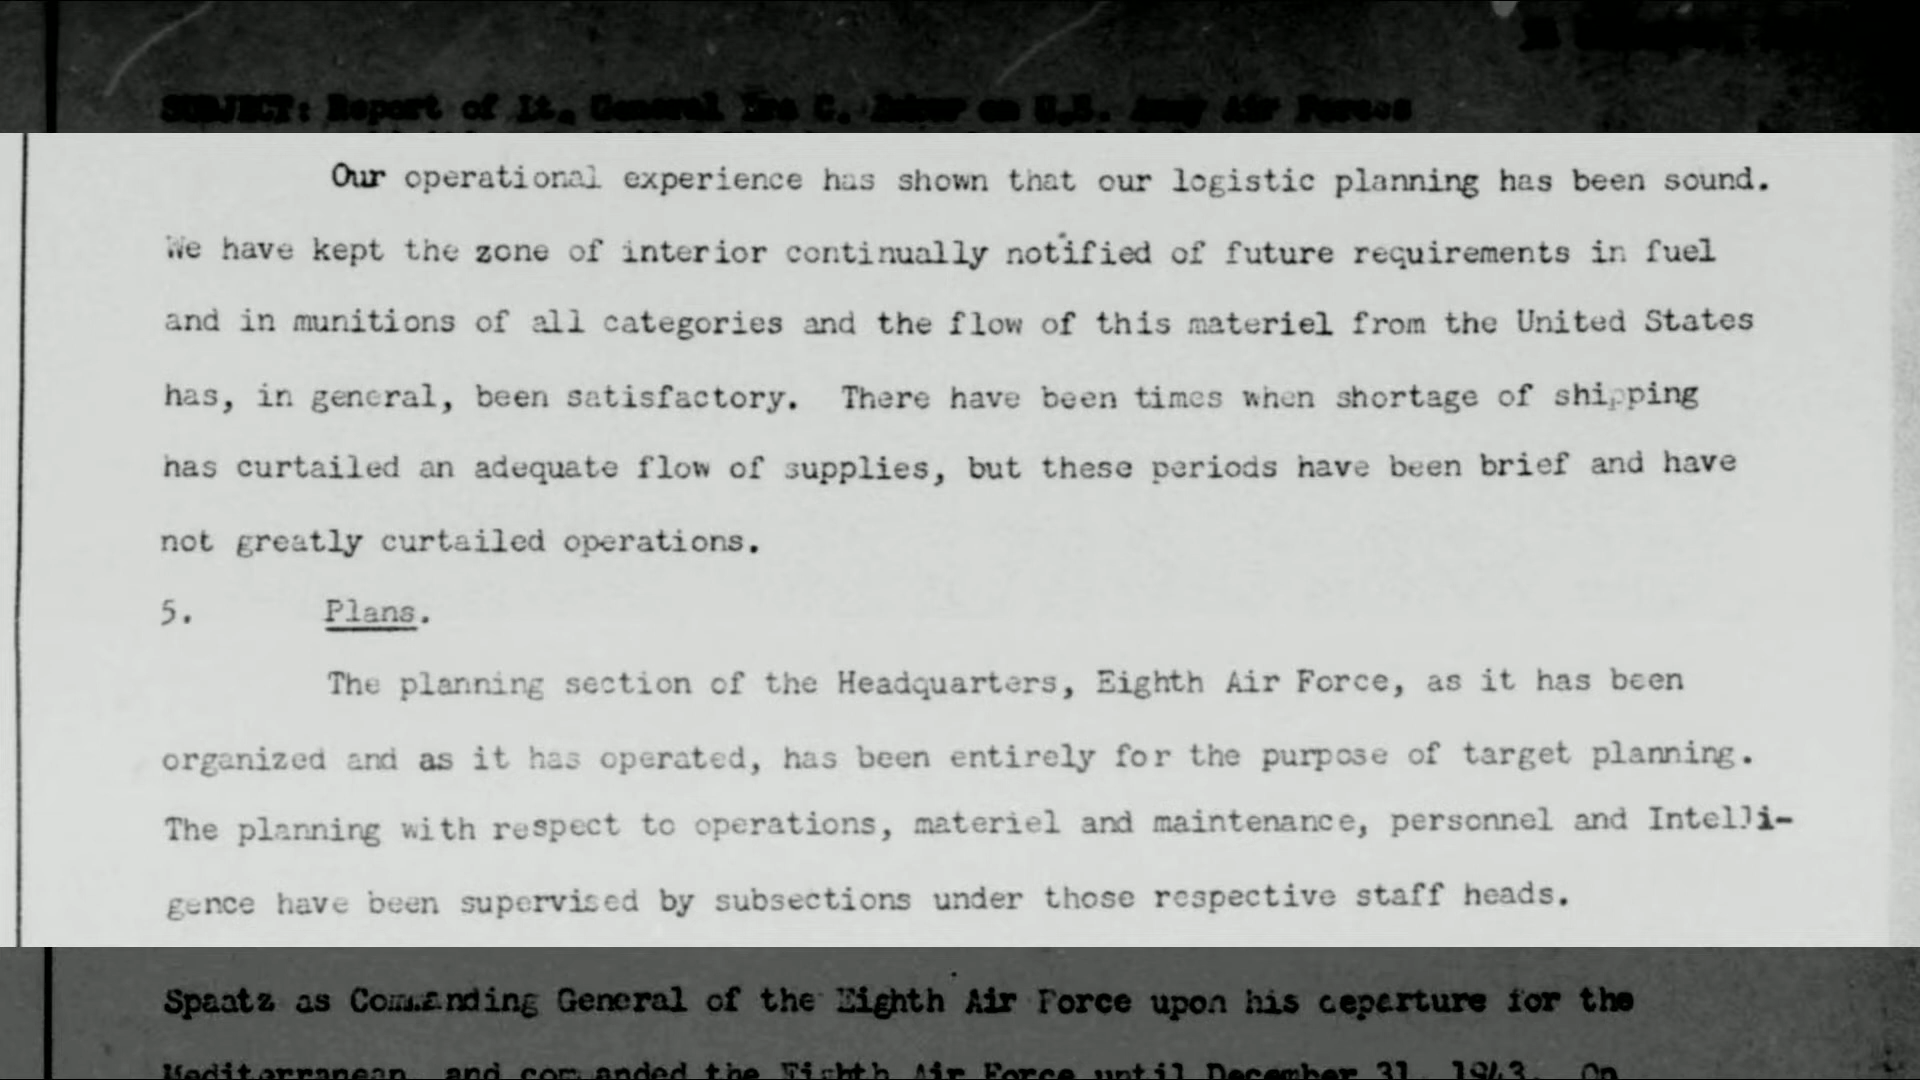 SUBJECT: Report of Lt. General Ira C. Eaker on U.S. Army Air Forces
Our operational experience has shown that our logistic planning has been sound.
We have kept the zone of interior continually notified of future requirements in fuel
and in munitions of all categories and the flow of this materiel from the United States
has, in general, been satisfactory. There have been times when shortage of shipping
has curtailed an adequate flow of supplies, but these periods have been brief and have
not greatly curtailed operations.
5. Plans.
The planning section of the Headquarters, Eighth Air Force, as it has been
organized and as it has operated, has been entirely for the purpose of target planning.
The planning with respect to operations, materiel and maintenance, personnel and Intelli-
gence have been supervised by subsections under those respective staff heads.
Spaatz as Commanding General of the Eighth Air Force upon his departure for the
Mediterranean and commanded the Eighth Air Force until December 31, 1943. On